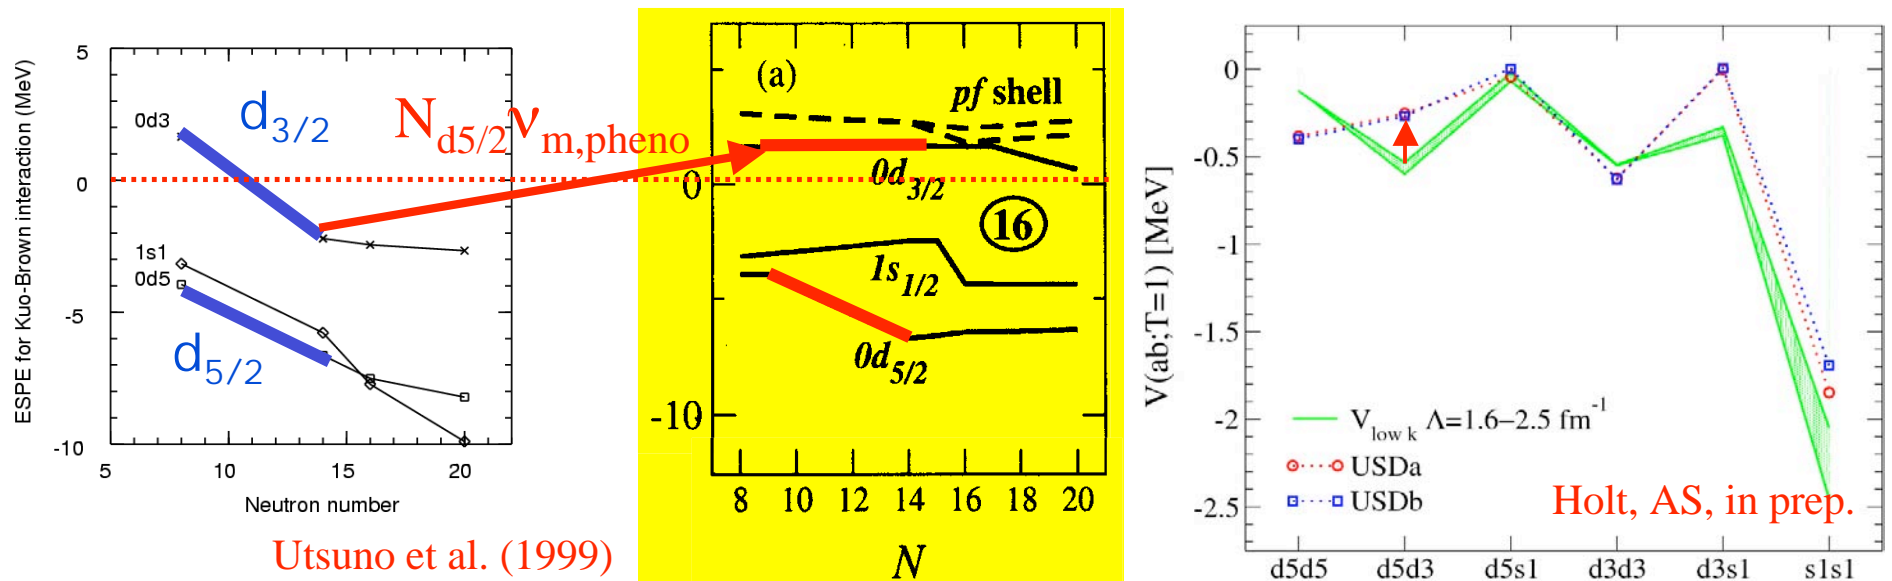 ESPE for Kuo-Brown interaction (MeV)
5
0
-5
-10
5
10
15
20
Neutron number
0d3
1s1
0d5
d3/2
d5/2
Nd5/2 νm,pheno
Utsuno et al. (1999)
(a)
pf shell
0d3/2
16
1s1/2
0d5/2
0
-10
8
10
12
14
16
18
20
N
V(ab;T=1) [MeV]
0
-0.5
-1
-1.5
-2
-2.5
Vlow k Λ=1.6–2.5 fm-1
USDa
USDb
Holt, AS, in prep.
d5d5
d5d3
d5s1
d3d3
d3s1
s1s1